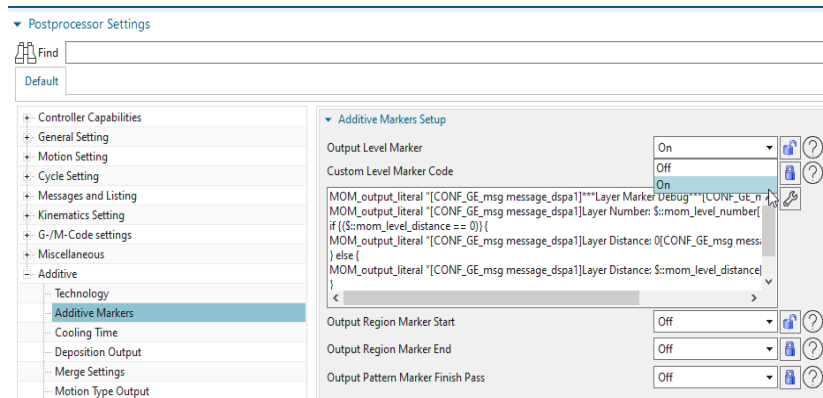 Postprocessor Settings
Find
Default
Controller Capabilities
General Setting
Motion Setting
Cycle Setting
Messages and Listing
Kinematics Setting
G-/M-Code settings
Miscellaneous
Additive
Technology
Additive Markers
Cooling Time
Deposition Output
Merge Settings
Motion Type Output
Additive Markers Setup
Output Level Marker On
Custom Level Marker Code Off
On
MOM_output_literal "[CONF_GE_msg message_dspa1]***Layer Marker Debug***[CONF_GE_n
MOM_output_literal "[CONF_GE_msg message_dspa1]Layer Number: $::mom_level_number[
if {($::mom_level_distance == 0)} {
MOM_output_literal "[CONF_GE_msg message_dspa1]Layer Distance: 0[CONF_GE_msg messa
} else {
MOM_output_literal "[CONF_GE_msg message_dspa1]Layer Distance: $::mom_level_distance[
}
Output Region Marker Start Off
Output Region Marker End Off
Output Pattern Marker Finish Pass Off